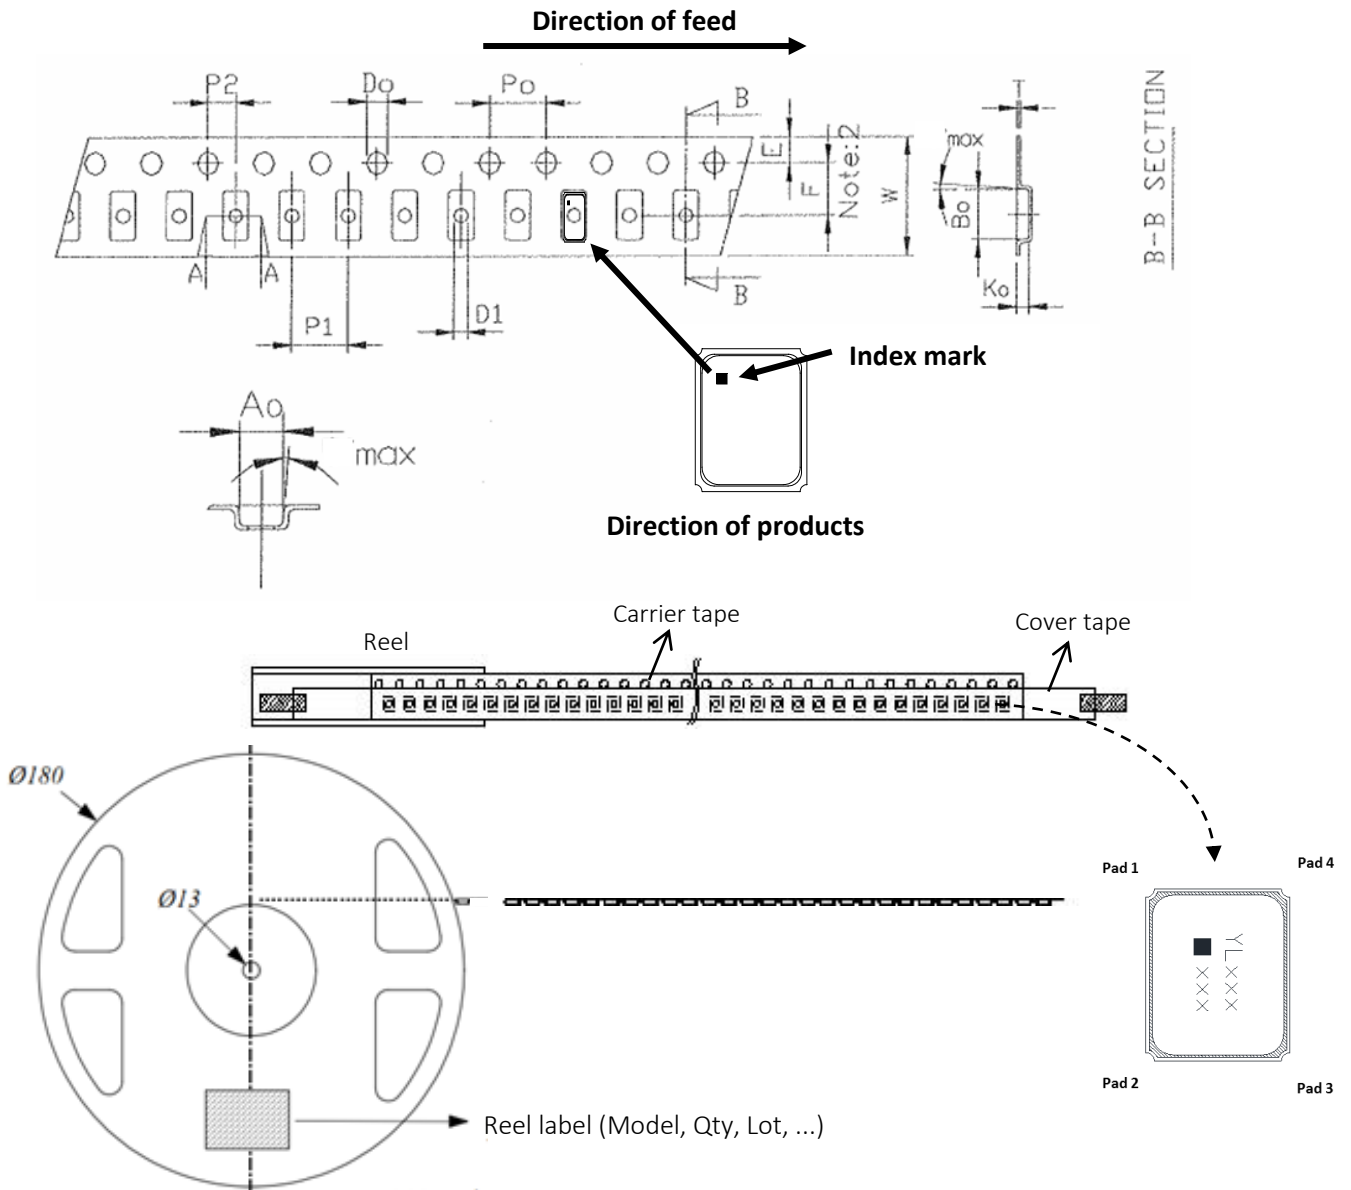 Direction of feed
P2
Do
Po
B
E
F
Note:2
W
max
T
Bo
Ko
B-B SECTION
A
A
P1
D1
B
Index mark
Ao
max
Direction of products
Carrier tape
Cover tape
Reel
Ø180
Ø13
Pad 1
Pad 4
YL
XXX
XXX
Pad 2
Pad 3
Reel label (Model, Qty, Lot, ...)